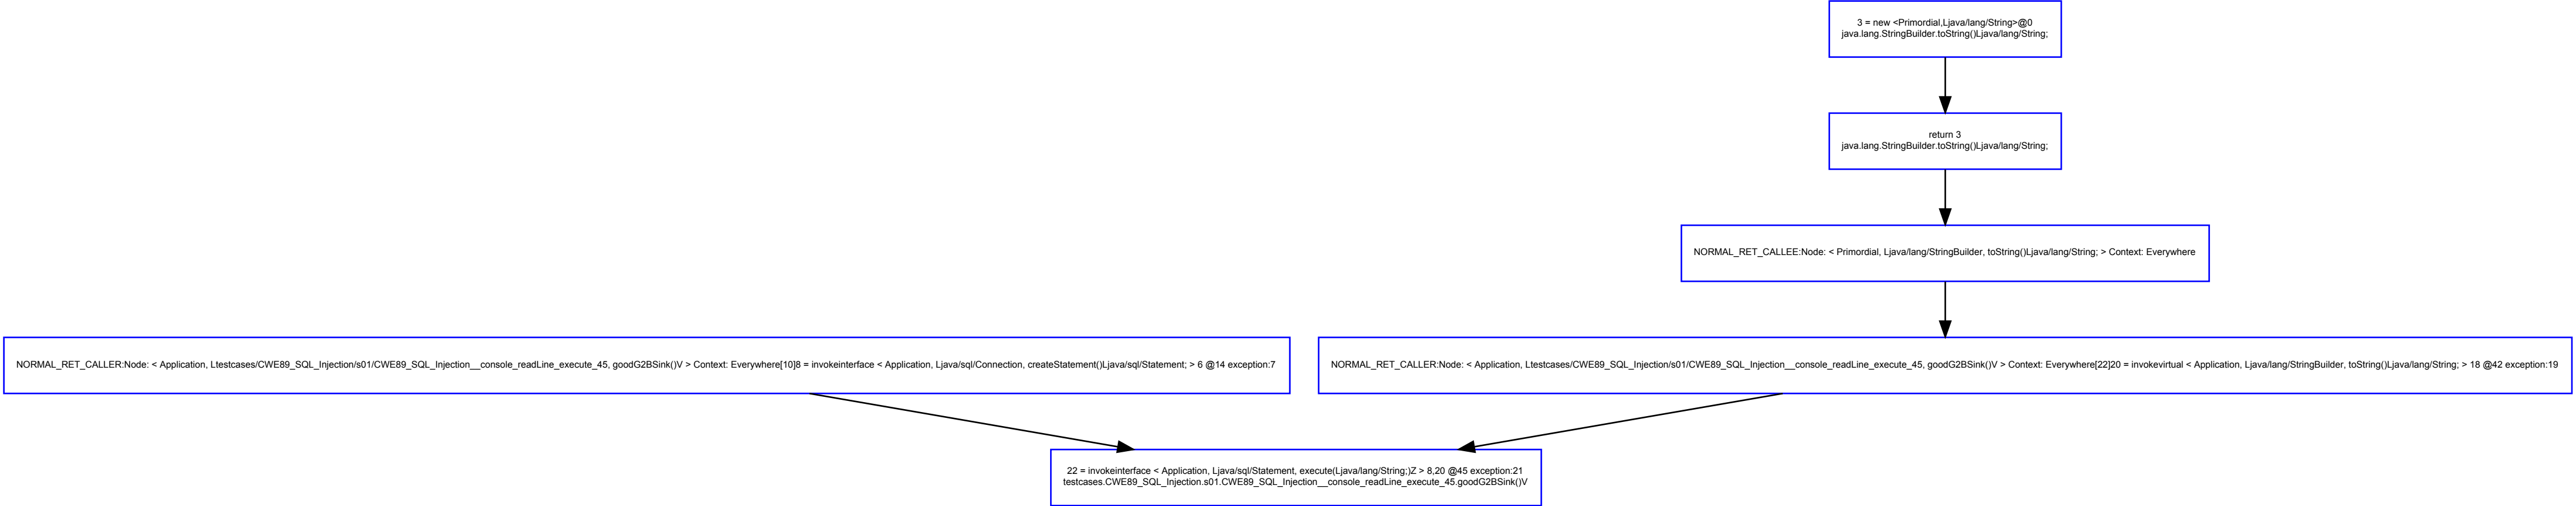 3 = new <Primordial,Ljava/lang/String>@0
java.lang.StringBuilder.toString()Ljava/lang/String;
return 3
java.lang.StringBuilder.toString()Ljava/lang/String;
NORMAL_RET_CALLEE:Node: < Primordial, Ljava/lang/StringBuilder, toString()Ljava/lang/String; > Context: Everywhere
NORMAL_RET_CALLER:Node: < Application, Ltestcases/CWE89_SQL_Injection/s01/CWE89_SQL_Injection__console_readLine_execute_45, goodG2BSink()V > Context: Everywhere[10]8 = invokeinterface < Application, Ljava/sql/Connection, createStatement()Ljava/sql/Statement; > 6 @14 exception:7
NORMAL_RET_CALLER:Node: < Application, Ltestcases/CWE89_SQL_Injection/s01/CWE89_SQL_Injection__console_readLine_execute_45, goodG2BSink()V > Context: Everywhere[22]20 = invokevirtual < Application, Ljava/lang/StringBuilder, toString()Ljava/lang/String; > 18 @42 exception:19
22 = invokeinterface < Application, Ljava/sql/Statement, execute(Ljava/lang/String;)Z > 8,20 @45 exception:21
testcases.CWE89_SQL_Injection.s01.CWE89_SQL_Injection__console_readLine_execute_45.goodG2BSink()V